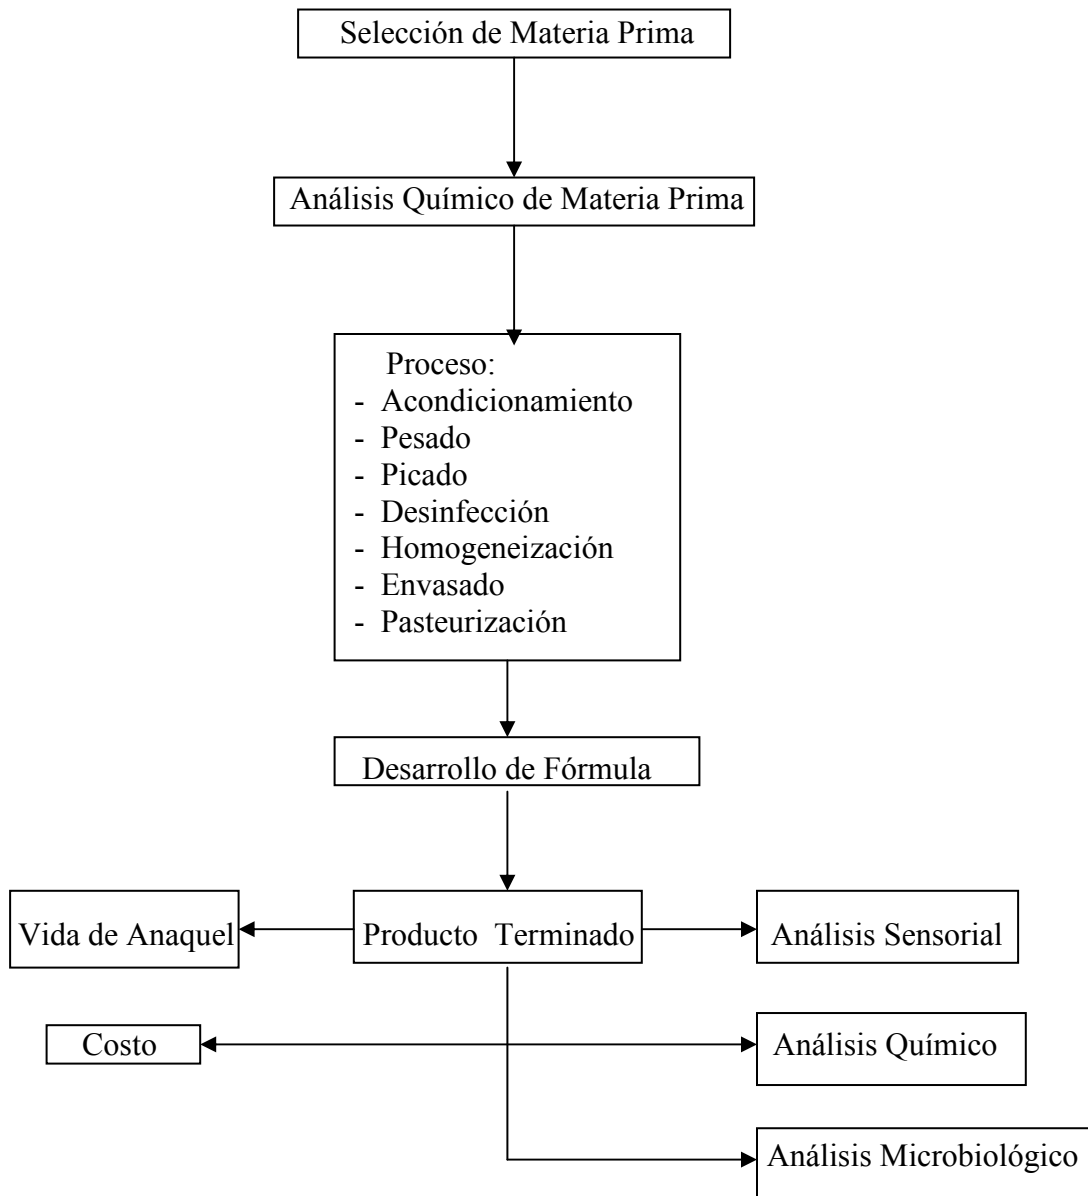 Selección de Materia Prima
Análisis Químico de Materia Prima
Proceso:
- Acondicionamiento
- Pesado
- Picado
- Desinfección
- Homogeneización
- Envasado
- Pasteurización
Desarrollo de Fórmula
Vida de Anaquel
Producto Terminado
Análisis Sensorial
Costo
Análisis Químico
Análisis Microbiológico